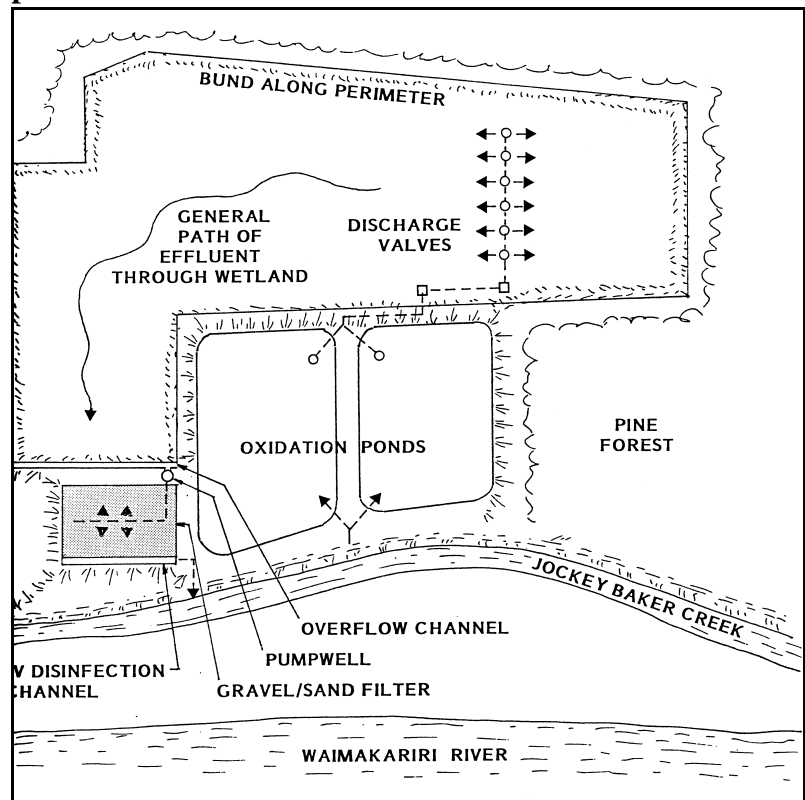 BUND ALONG PERIMETER
GENERAL
PATH OF
EFFLUENT
THROUGH WETLAND
DISCHARGE
VALVES
PINE
FOREST
OXIDATION PONDS
JOCKEY BAKER CREEK
OVERFLOW CHANNEL
PUMPWELL
V DISINFECTION
CHANNEL
GRAVEL/SAND FILTER
WAIMAKARIRI RIVER